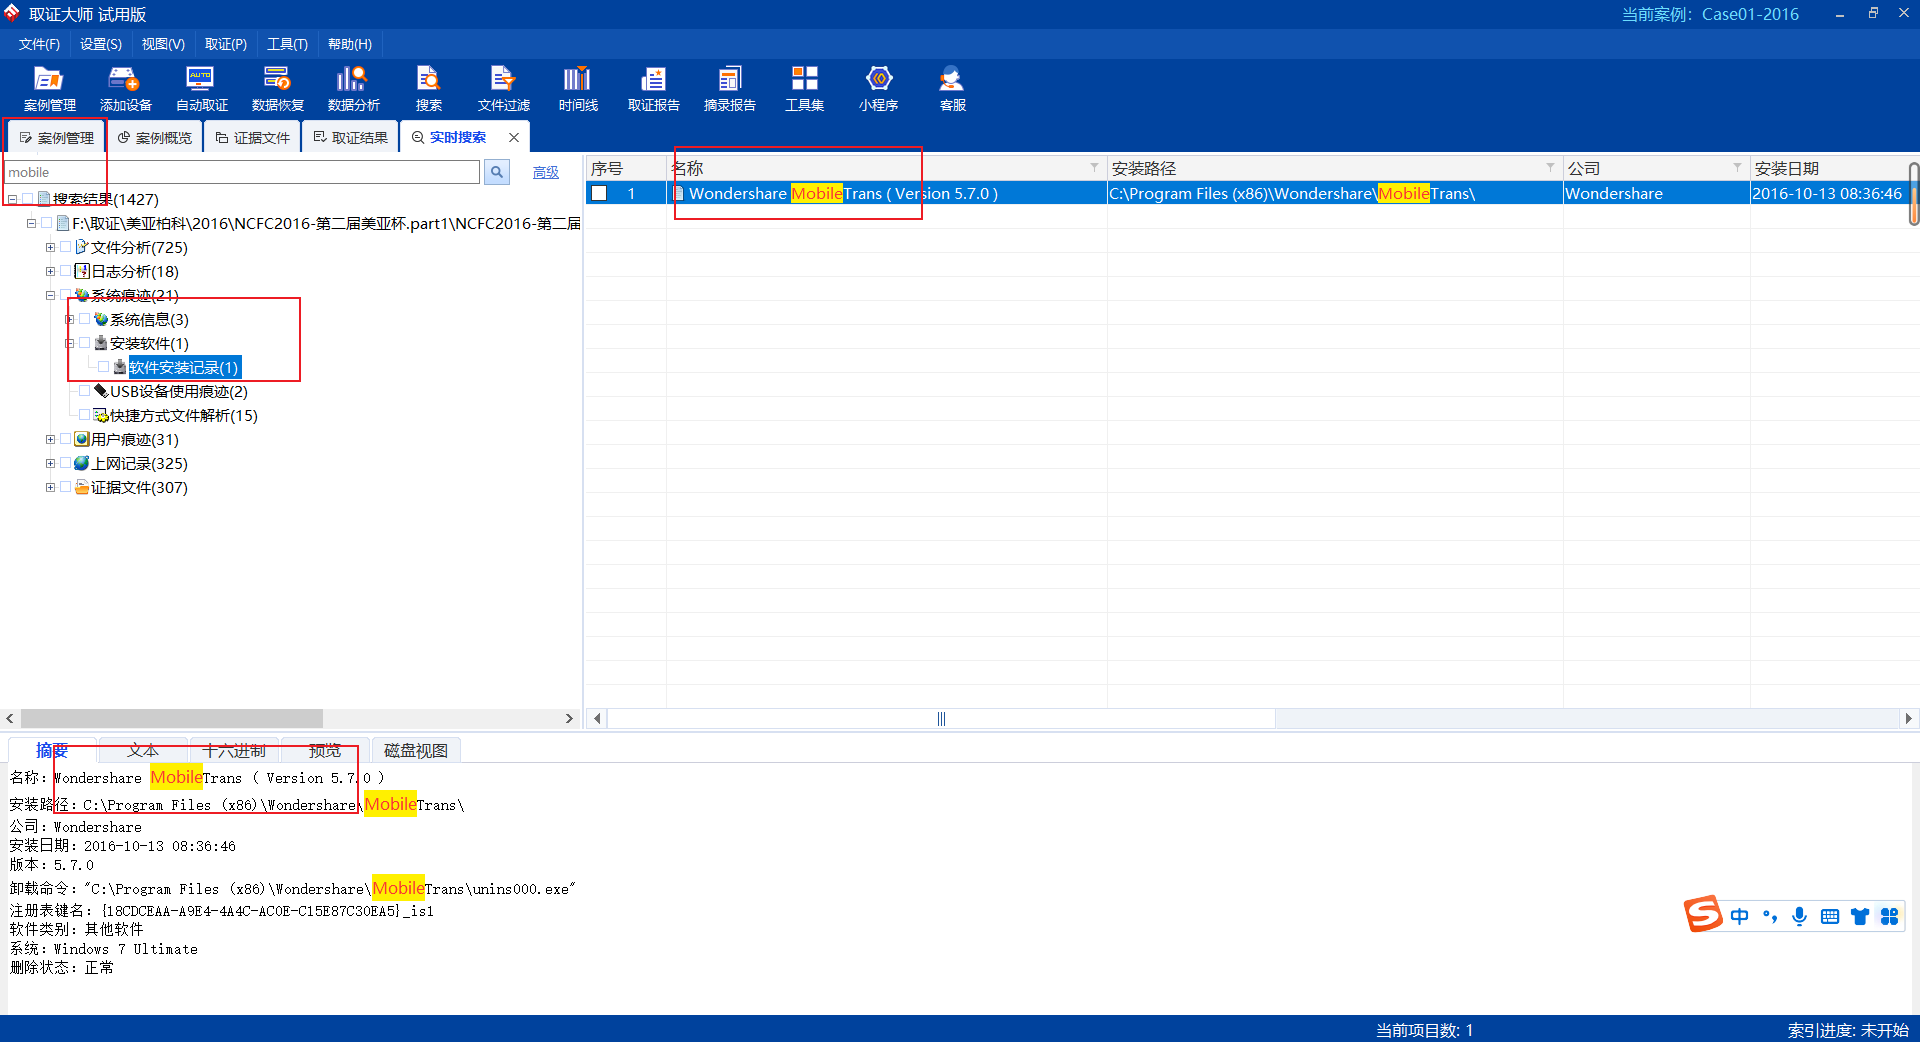 取证大师 试用版
当前案例：Case01-2016
文件(F) 设置(S) 视图(V) 取证(P) 工具(T) 帮助(H)
AUTO
案例管理 添加设备 自动取证 数据恢复 数据分析 搜索 文件过滤 时间线 取证报告 摘录报告 工具集 小程序 客服
案例管理 案例概览 证据文件 取证结果 实时搜索
mobile
高级
搜索结果(1427)
F:\取证\美亚柏科\2016\NCFC2016-第二届美亚杯.part1\NCFC2016-第二届
文件分析(725)
日志分析(18)
系统痕迹(21)
系统信息(3)
安装软件(1)
软件安装记录(1)
USB设备使用痕迹(2)
快捷方式文件解析(15)
用户痕迹(31)
上网记录(325)
证据文件(307)
序号 名称 安装路径 公司 安装日期
1 Wondershare MobileTrans ( Version 5.7.0 ) C:\Program Files (x86)\Wondershare\MobileTrans\ Wondershare 2016-10-13 08:36:46
摘要 文本 十六进制 预览 磁盘视图
名称：Wondershare MobileTrans ( Version 5.7.0 )
安装路径：C:\Program Files (x86)\Wondershare\MobileTrans\
公司：Wondershare
安装日期：2016-10-13 08:36:46
版本：5.7.0
卸载命令："C:\Program Files (x86)\Wondershare\MobileTrans\unins000.exe"
注册表键名：{18CDCEAA-A9E4-4A4C-AC0E-C15E87C30EA5}_is1
软件类别：其他软件
系统：Windows 7 Ultimate
删除状态：正常
S 中
当前项目数: 1
索引进度: 未开始